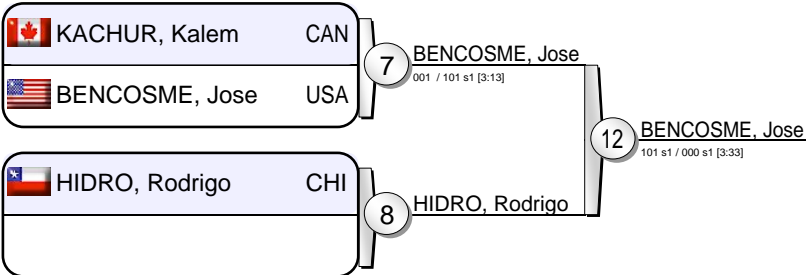 KACHUR, Kalem CAN
BENCOSME, Jose USA
7
BENCOSME, Jose
001 / 101 s1 [3:13]
HIDRO, Rodrigo CHI
8
HIDRO, Rodrigo
12
BENCOSME, Jose
101 s1 / 000 s1 [3:33]